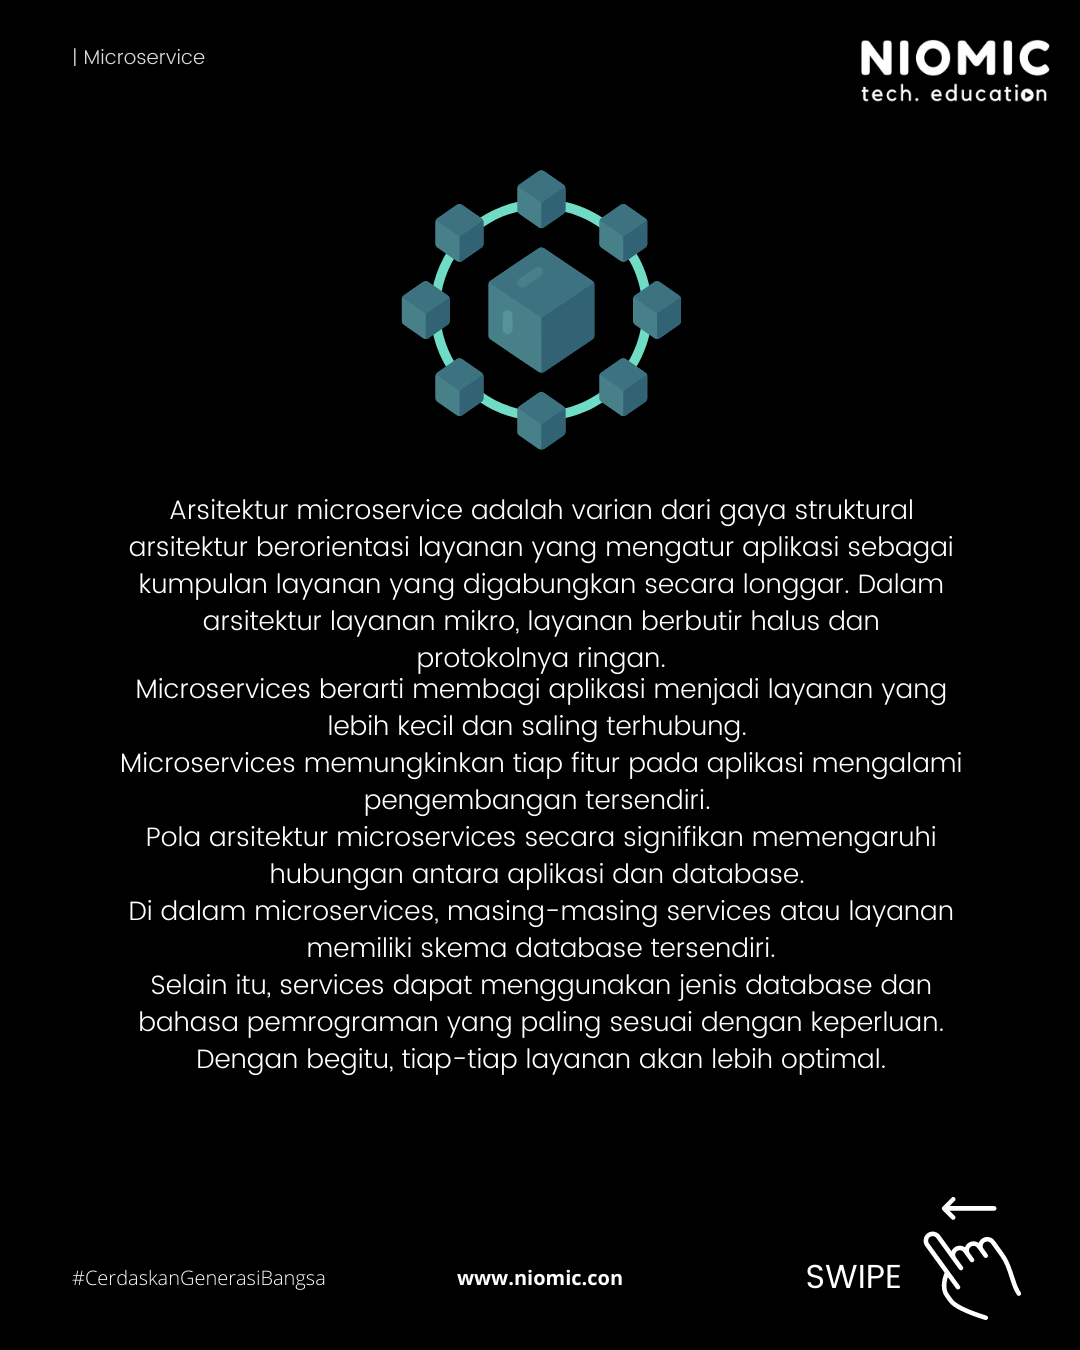 | Microservice
NIOMIC
tech. education
Arsitektur microservice adalah varian dari gaya struktural
arsitektur berorientasi layanan yang mengatur aplikasi sebagai
kumpulan layanan yang digabungkan secara longgar. Dalam
arsitektur layanan mikro, layanan berbutir halus dan
protokolnya ringan.
Microservices berarti membagi aplikasi menjadi layanan yang
lebih kecil dan saling terhubung.
Microservices memungkinkan tiap fitur pada aplikasi mengalami
pengembangan tersendiri.
Pola arsitektur microservices secara signifikan memengaruhi
hubungan antara aplikasi dan database.
Di dalam microservices, masing-masing services atau layanan
memiliki skema database tersendiri.
Selain itu, services dapat menggunakan jenis database dan
bahasa pemrograman yang paling sesuai dengan keperluan.
Dengan begitu, tiap-tiap layanan akan lebih optimal.
#CerdaskanGenerasiBangsa
www.niomic.con
SWIPE